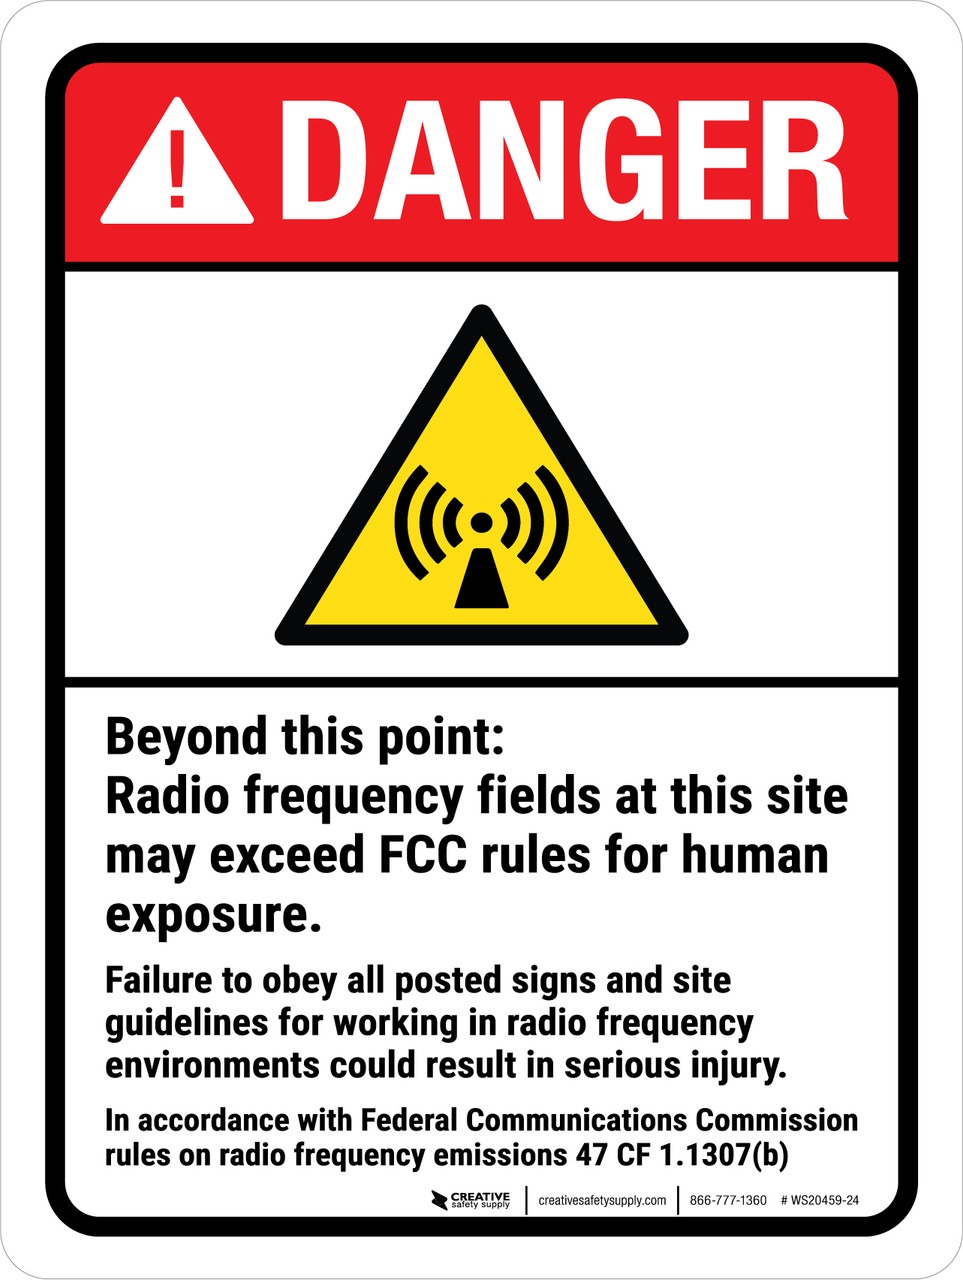 DANGER
Beyond this point:
Radio frequency fields at this site
may exceed FCC rules for human
exposure.
Failure to obey all posted signs and site
guidelines for working in radio frequency
environments could result in serious injury.
In accordance with Federal Communications Commission
rules on radio frequency emissions 47 CF 1.1307(b)
CREATIVE
safety supply
creativesafetysupply.com
866-777-1360 # WS20459-24